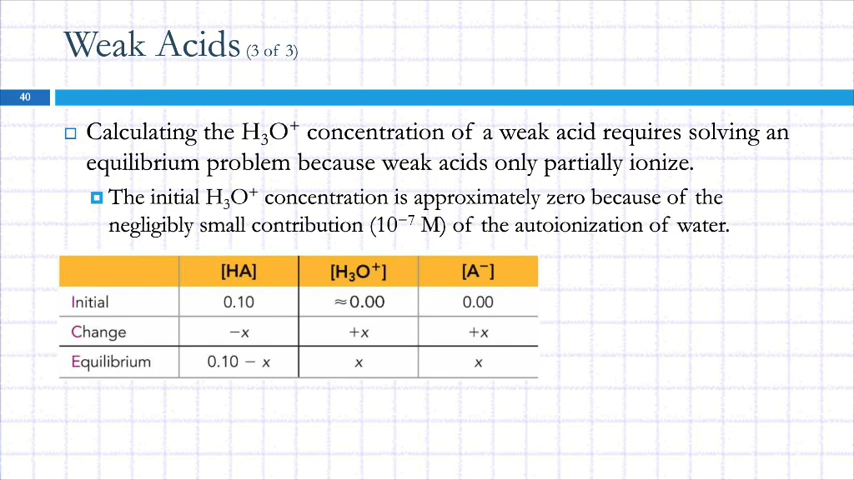 Weak Acids (3 of 3)
40
Calculating the H₃O⁺ concentration of a weak acid requires solving an
equilibrium problem because weak acids only partially ionize.
The initial H₃O⁺ concentration is approximately zero because of the
negligibly small contribution (10⁻⁷ M) of the autoionization of water.
[HA] [H₃O⁺] [A⁻]
Initial 0.10 ≈0.00 0.00
Change −x +x +x
Equilibrium 0.10 − x x x